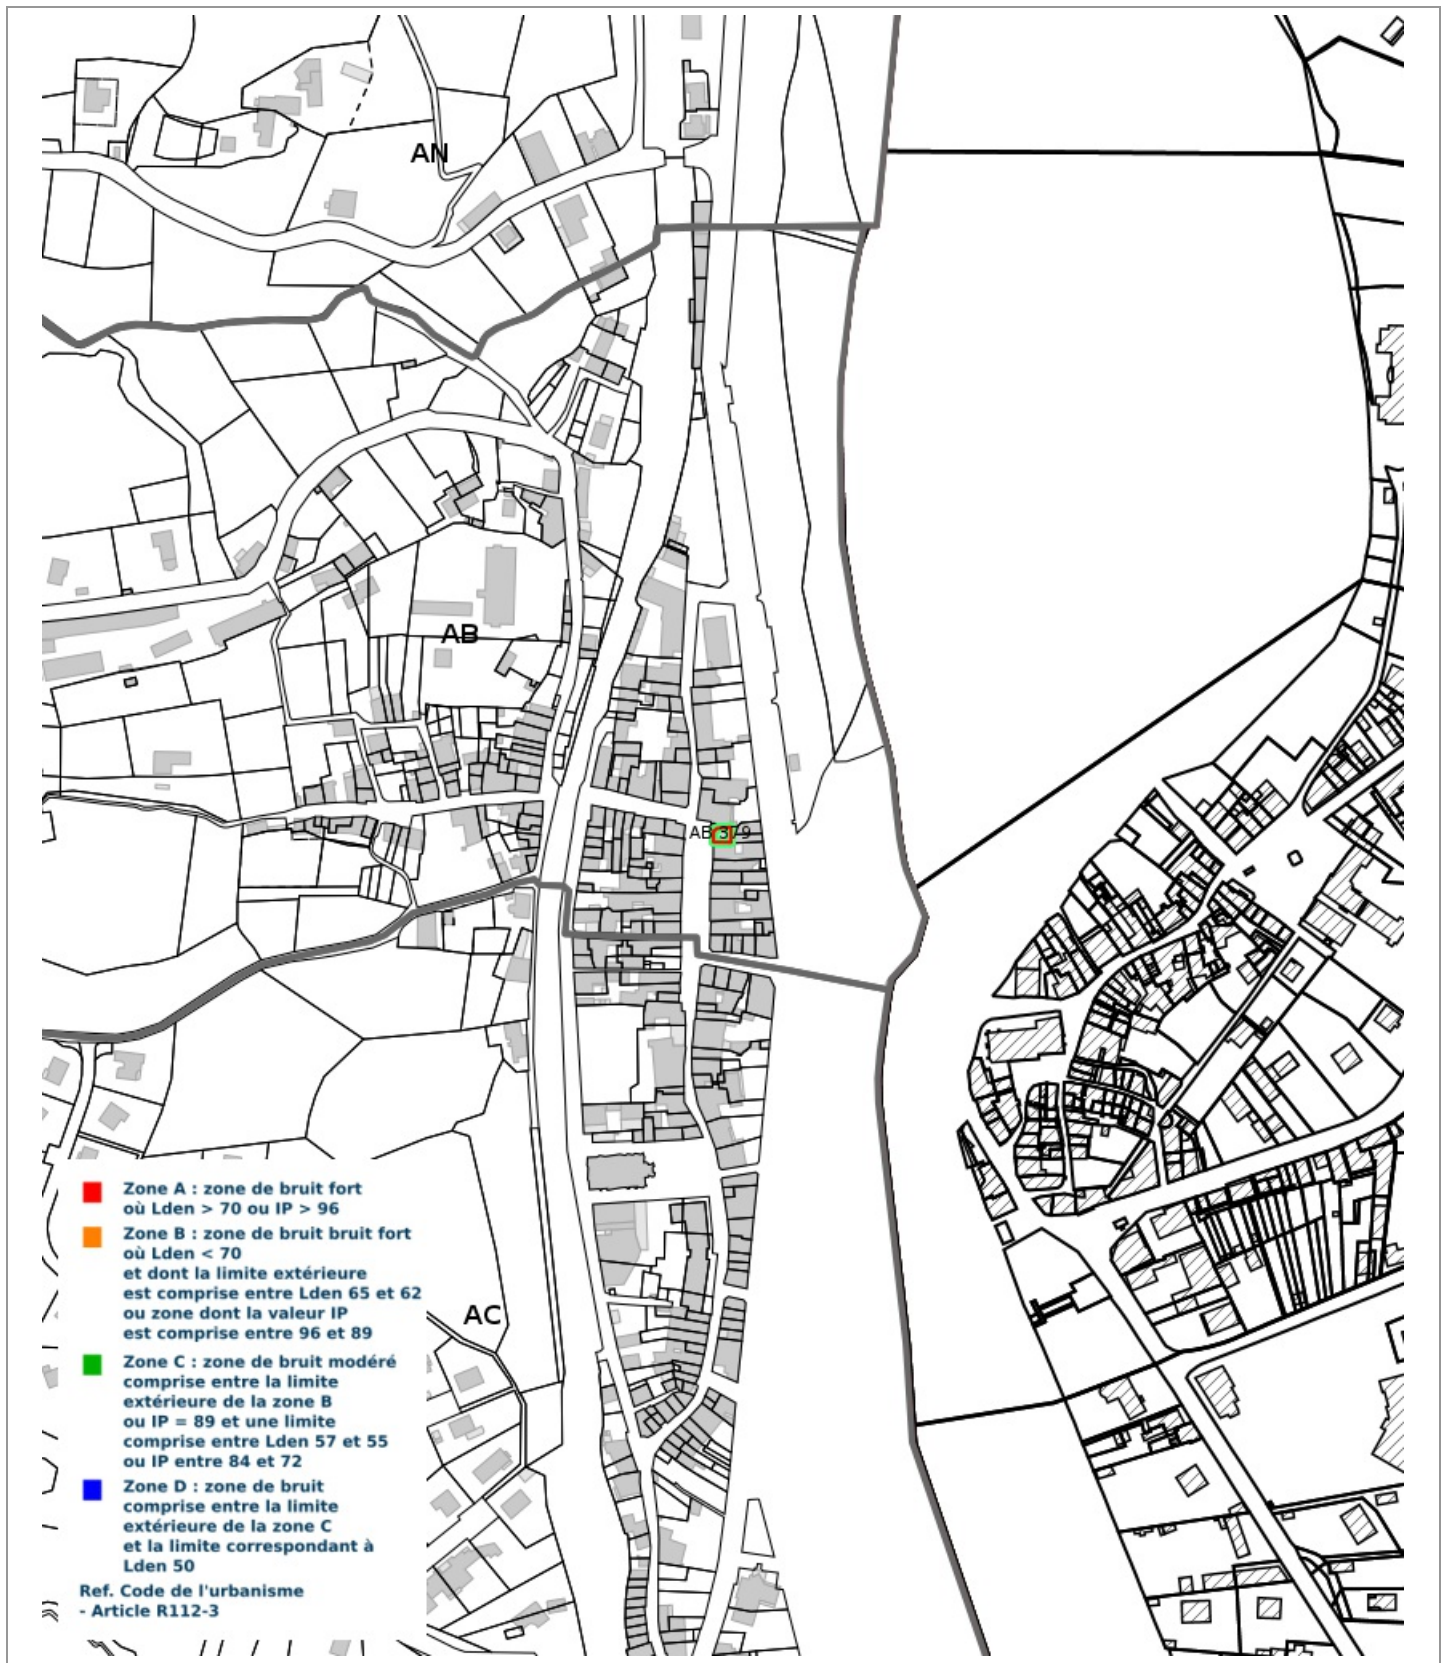 AN
AB
AB 379
Zone A : zone de bruit fort
où Lden > 70 ou IP > 96
Zone B : zone de bruit bruit fort
où Lden < 70
et dont la limite extérieure
est comprise entre Lden 65 et 62
ou zone dont la valeur IP
est comprise entre 96 et 89
AC
Zone C : zone de bruit modéré
comprise entre la limite
extérieure de la zone B
ou IP = 89 et une limite
comprise entre Lden 57 et 55
ou IP entre 84 et 72
Zone D : zone de bruit
comprise entre la limite
extérieure de la zone C
et la limite correspondant à
Lden 50
Ref. Code de l'urbanisme
- Article R112-3